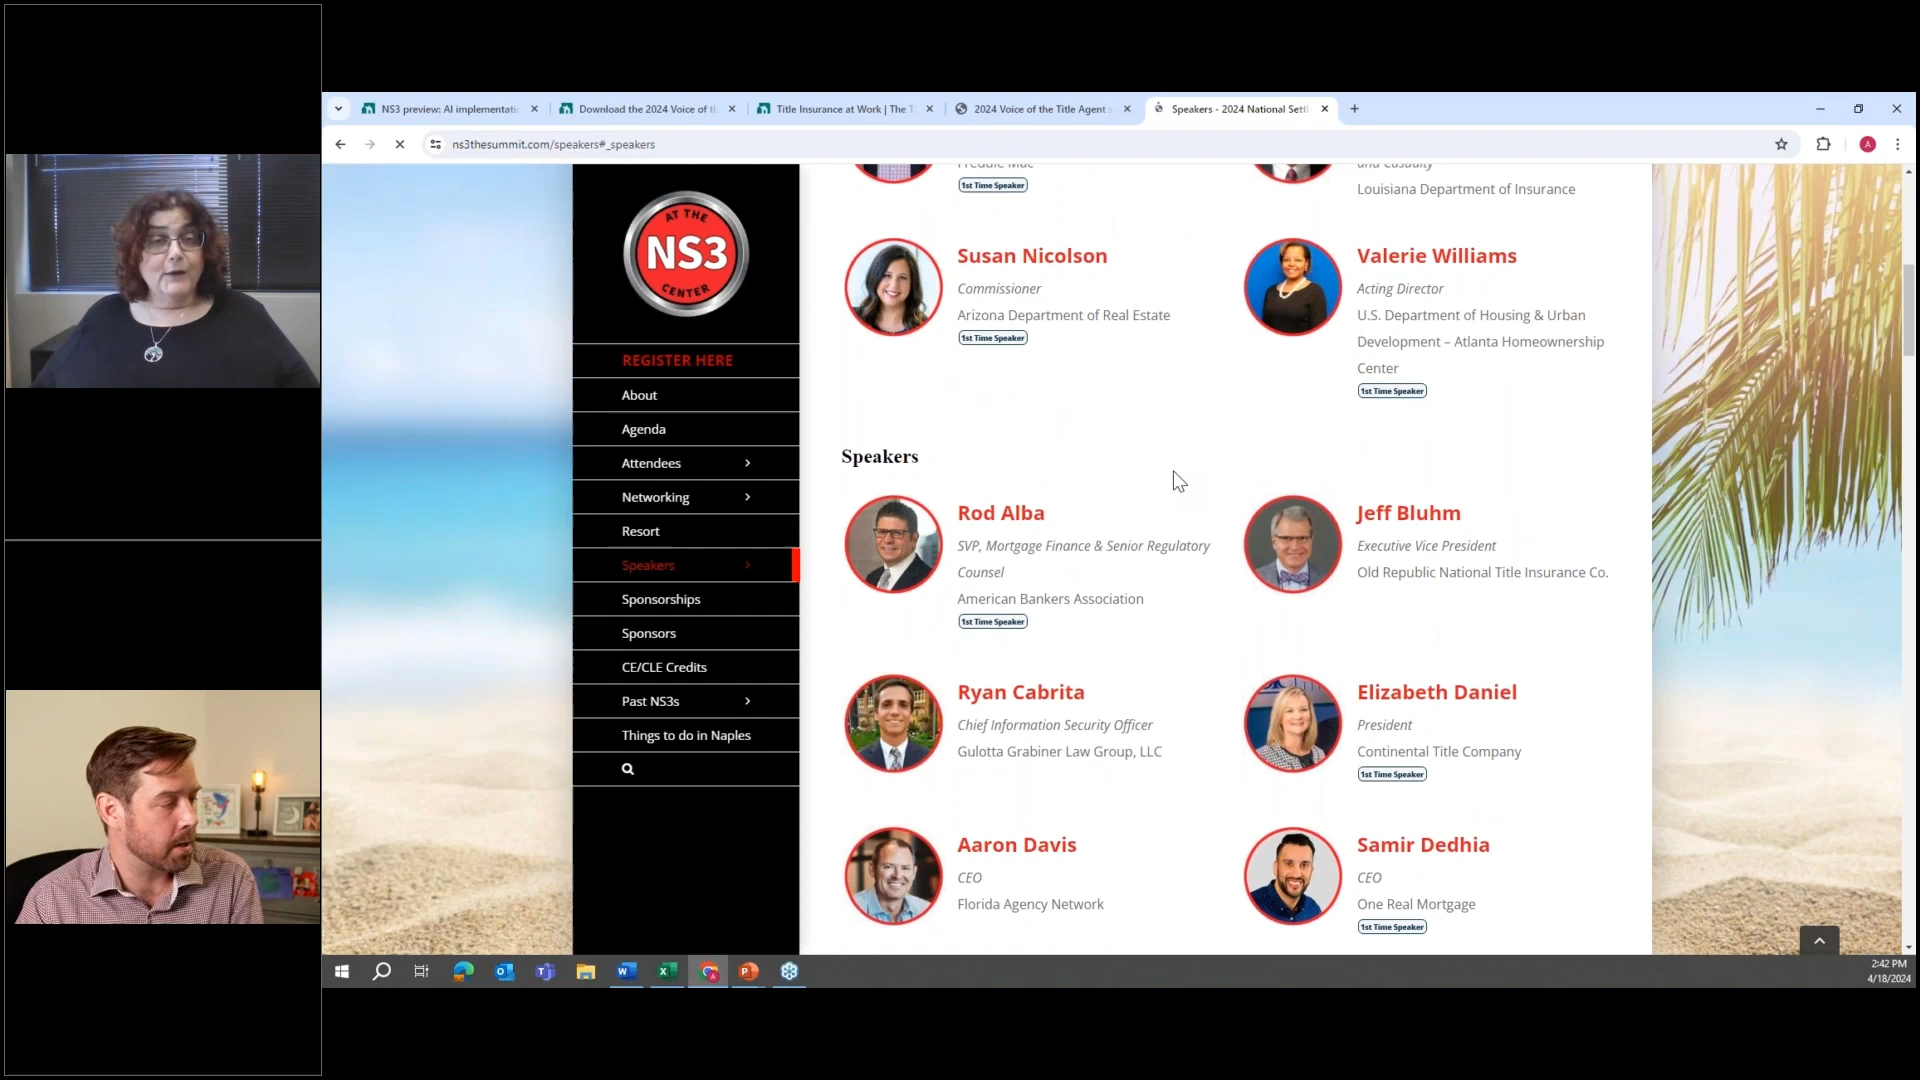 NS3 preview: AI implementatio
Download the 2024 Voice of th
Title Insurance at Work | The T
2024 Voice of the Title Agent s
Speakers - 2024 National Settl
ns3thesummit.com/speakers#_speakers
A
AT THE
NS3
CENTER
REGISTER HERE
About
Agenda
Attendees
Networking
Resort
Speakers
Sponsorships
Sponsors
CE/CLE Credits
Past NS3s
Things to do in Naples
Freddie Mac
1st Time Speaker
and Casualty
Louisiana Department of Insurance
Susan Nicolson
Commissioner
Arizona Department of Real Estate
1st Time Speaker
Valerie Williams
Acting Director
U.S. Department of Housing & Urban
Development – Atlanta Homeownership
Center
1st Time Speaker
Speakers
Rod Alba
SVP, Mortgage Finance & Senior Regulatory
Counsel
American Bankers Association
1st Time Speaker
Jeff Bluhm
Executive Vice President
Old Republic National Title Insurance Co.
Ryan Cabrita
Chief Information Security Officer
Gulotta Grabiner Law Group, LLC
Elizabeth Daniel
President
Continental Title Company
1st Time Speaker
Aaron Davis
CEO
Florida Agency Network
Samir Dedhia
CEO
One Real Mortgage
1st Time Speaker
2:42 PM
4/18/2024